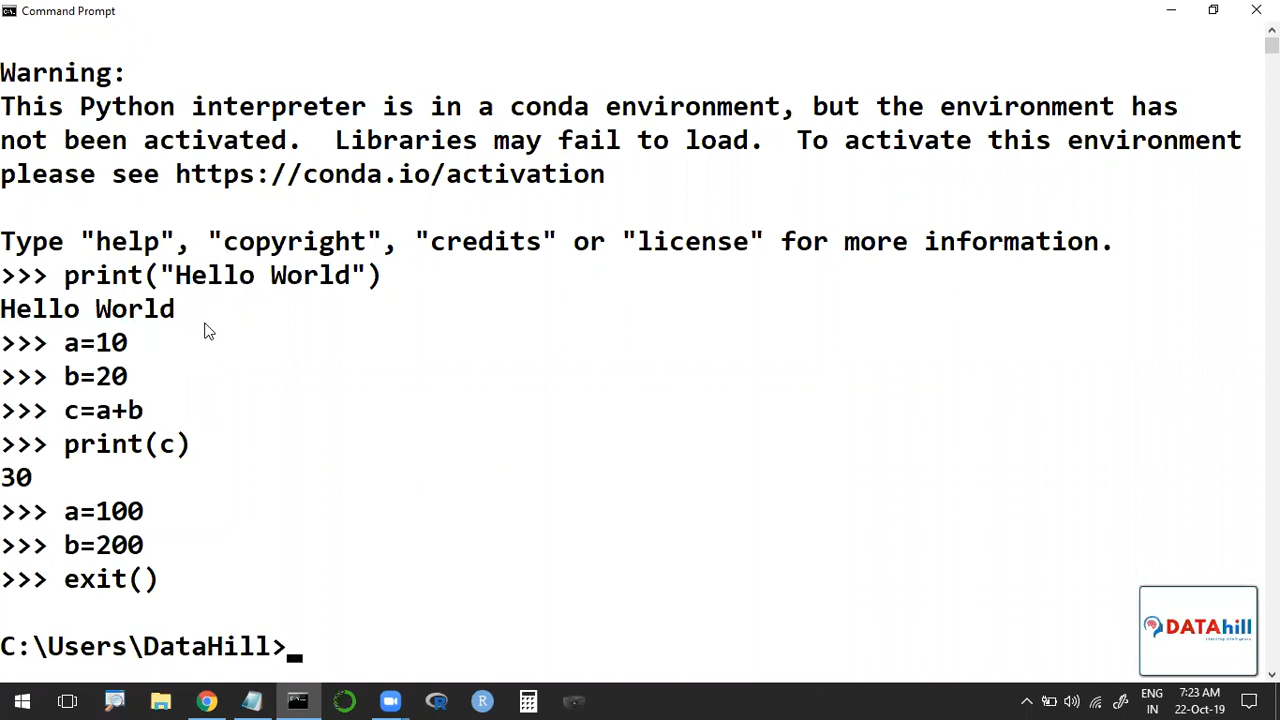 Command Prompt
Warning:
This Python interpreter is in a conda environment, but the environment has
not been activated.  Libraries may fail to load.  To activate this environment
please see https://conda.io/activation
Type "help", "copyright", "credits" or "license" for more information.
>>> print("Hello World")
Hello World
>>> a=10
>>> b=20
>>> c=a+b
>>> print(c)
30
>>> a=100
>>> b=200
>>> exit()
C:\Users\DataHill>
DATAhill
R
R
ENG
IN
7:23 AM
22-Oct-19